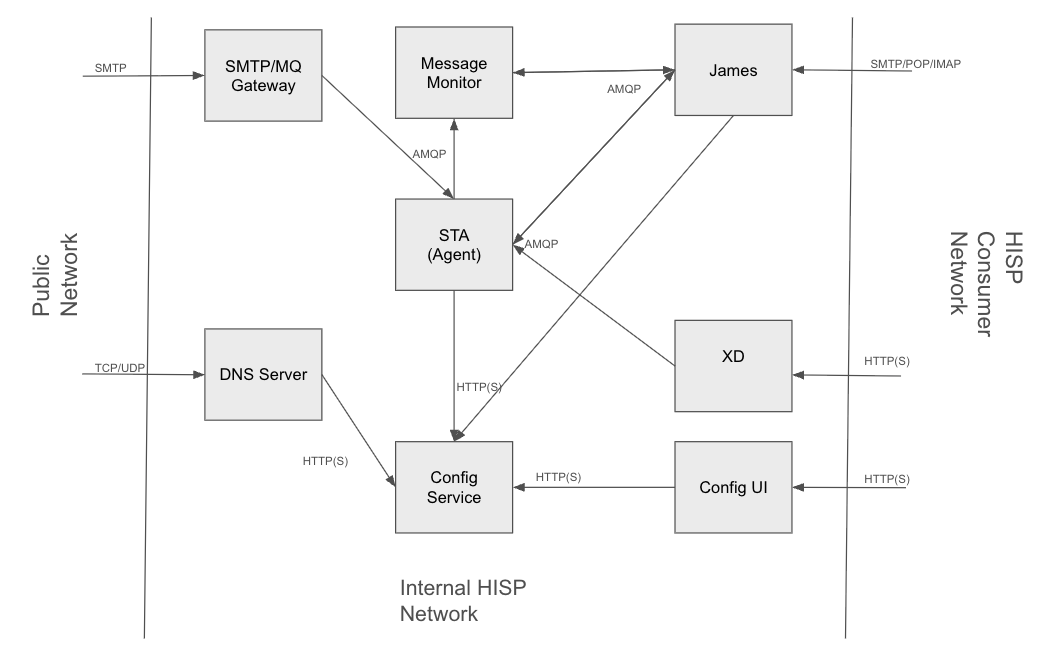 SMTP
SMTP/MQ
Gateway
Message
Monitor
James
SMTP/POP/IMAP
AMQP
AMQP
STA
(Agent)
AMQP
Public
Network
HISP
Consumer
Network
DNS Server
TCP/UDP
XD
HTTP(S)
HTTP(S)
HTTP(S)
Config
Service
HTTP(S)
Config UI
HTTP(S)
Internal HISP
Network